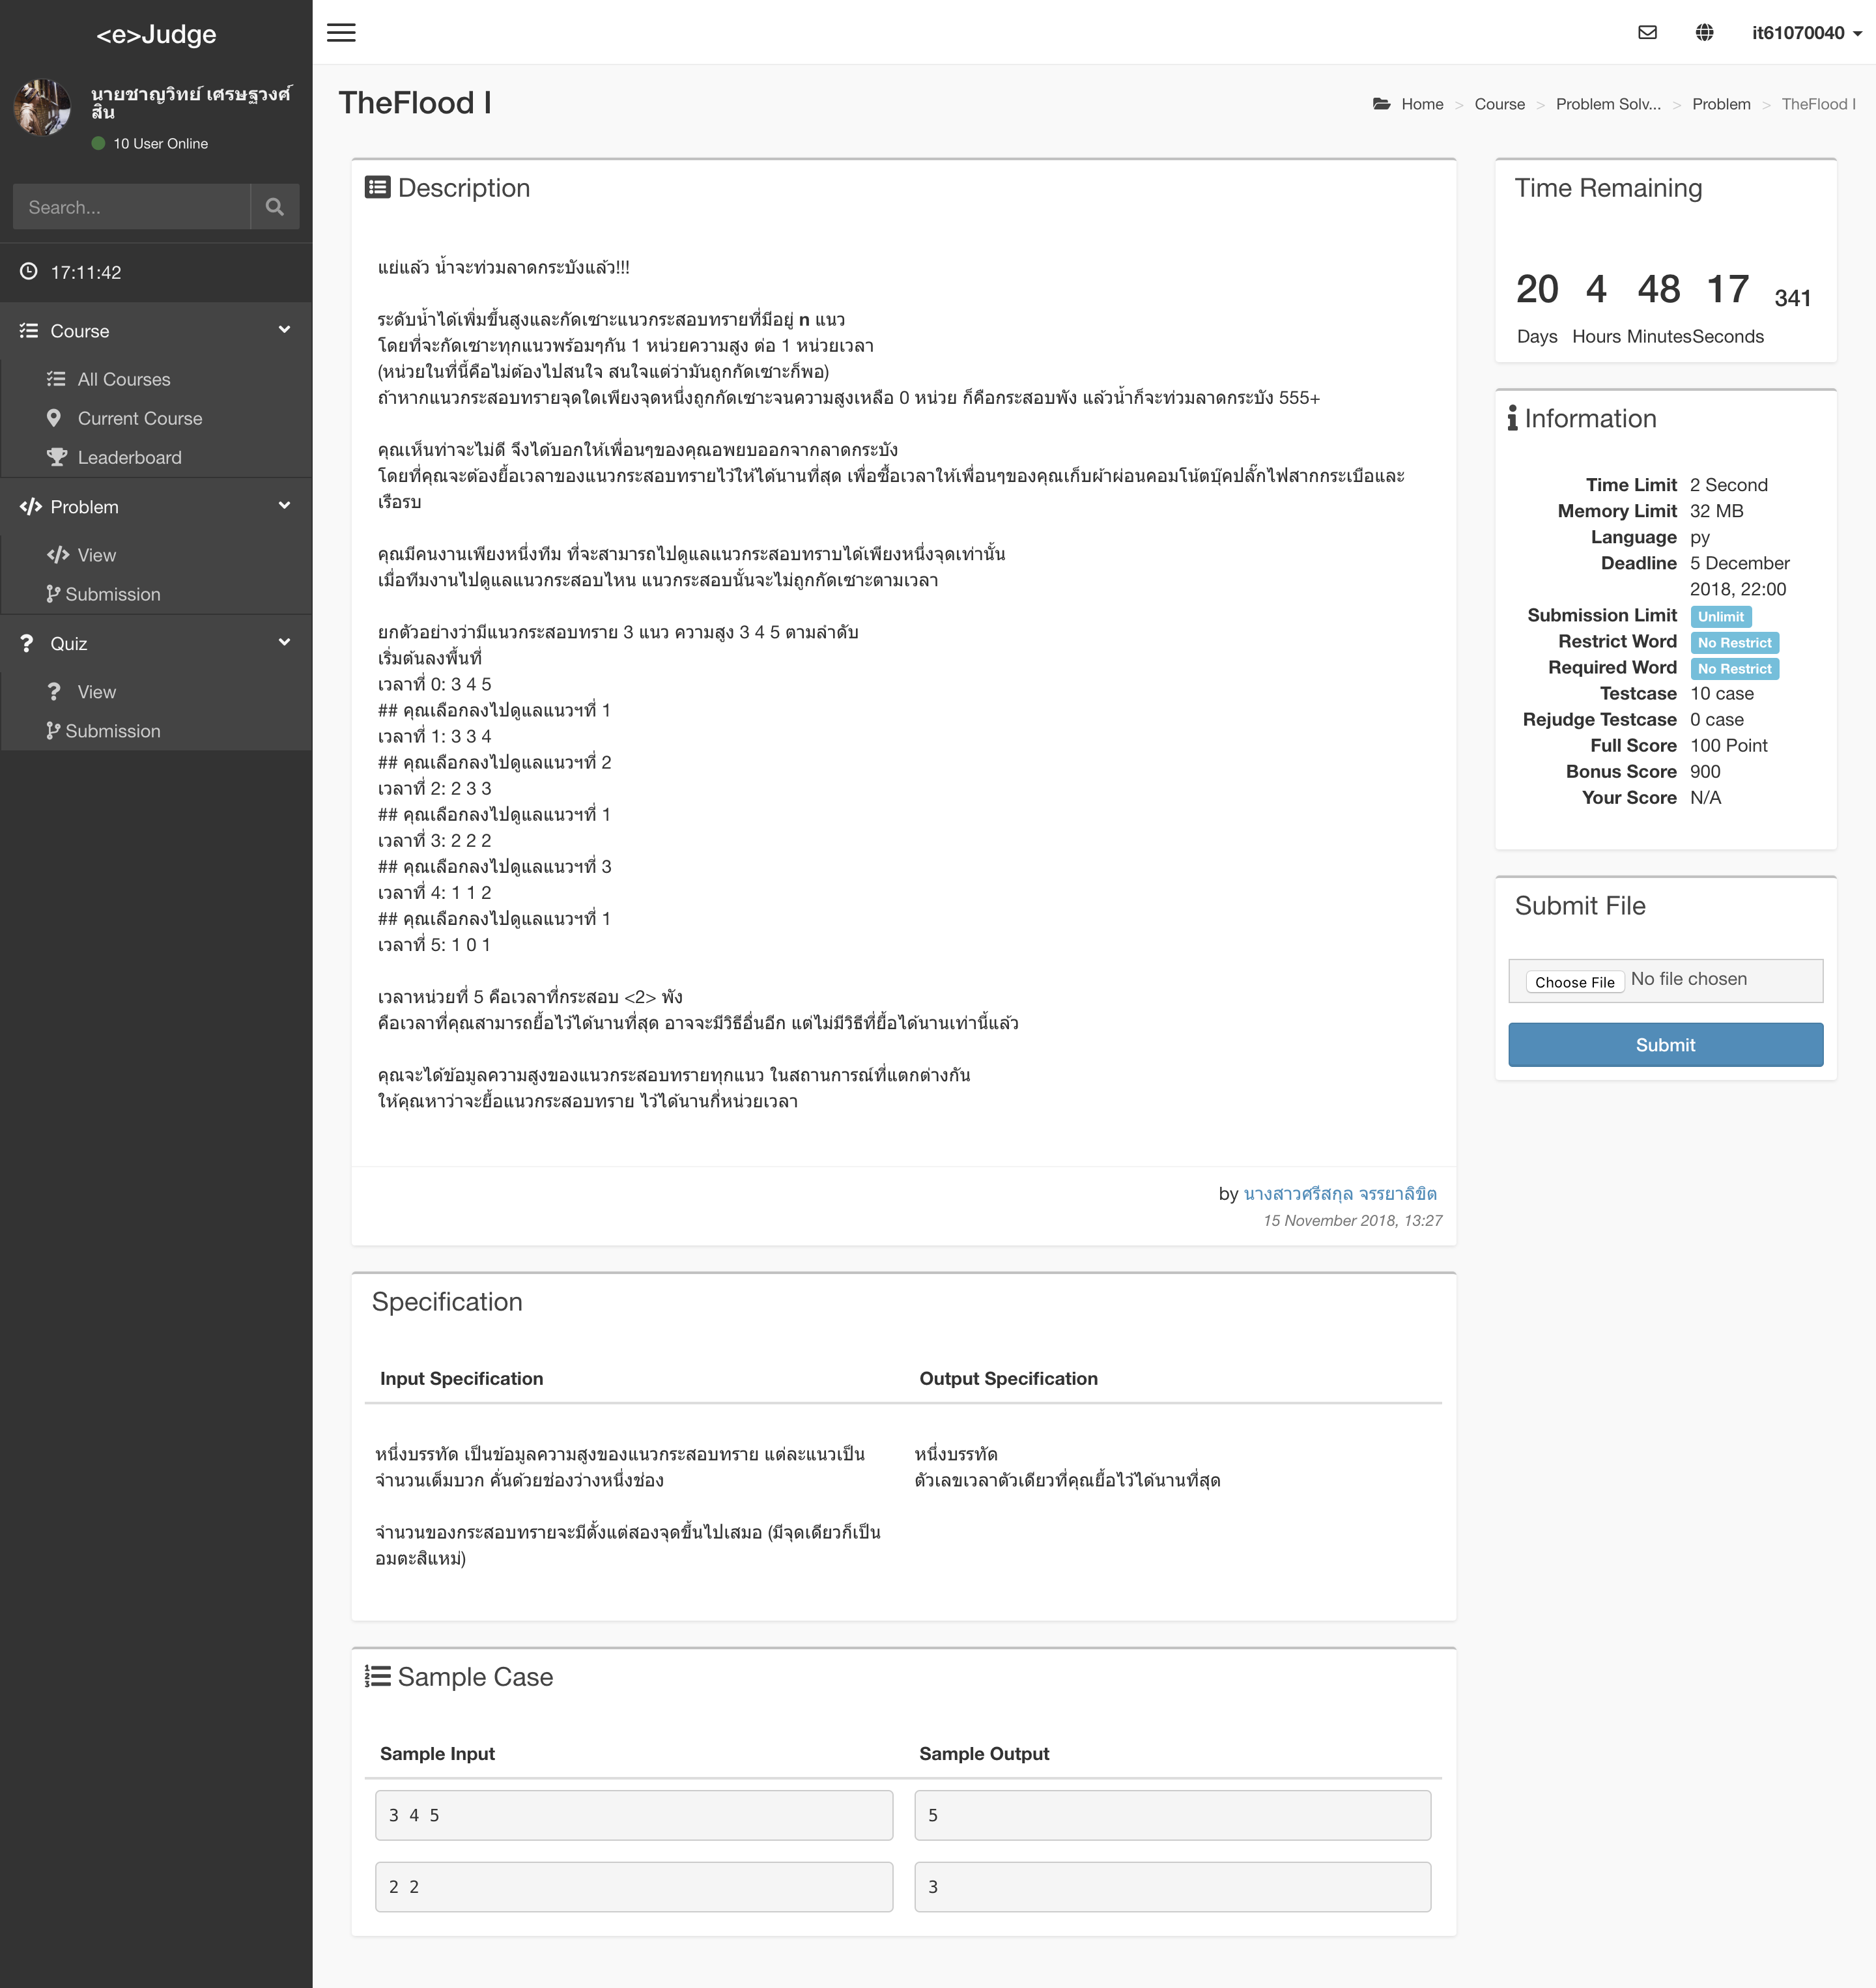 <e>Judge
นายชาญวิทย์ เศรษฐวงศ์
สิน
10 User Online
Search...
17:11:42
Course
All Courses
Current Course
Leaderboard
Problem
View
Submission
Quiz
View
Submission
it61070040
TheFlood I
Home > Course > Problem Solv... > Problem > TheFlood I
Description
แย่แล้ว น้ำจะท่วมลาดกระบังแล้ว!!!
ระดับน้ำได้เพิ่มขึ้นสูงและกัดเซาะแนวกระสอบทรายที่มีอยู่ n แนว
โดยที่จะกัดเซาะทุกแนวพร้อมๆกัน 1 หน่วยความสูง ต่อ 1 หน่วยเวลา
(หน่วยในที่นี้คือไม่ต้องไปสนใจ สนใจแต่ว่ามันถูกกัดเซาะก็พอ)
ถ้าหากแนวกระสอบทรายจุดใดเพียงจุดหนึ่งถูกกัดเซาะจนความสูงเหลือ 0 หน่วย ก็คือกระสอบพัง แล้วน้ำก็จะท่วมลาดกระบัง 555+
คุณเห็นท่าจะไม่ดี จึงได้บอกให้เพื่อนๆของคุณอพยบออกจากลาดกระบัง
โดยที่คุณจะต้องยื้อเวลาของแนวกระสอบทรายไว้ให้ได้นานที่สุด เพื่อซื้อเวลาให้เพื่อนๆของคุณเก็บผ้าผ่อนคอมโน้ตบุ๊คปลั๊กไฟสากกระเบือและ
เรือรบ
คุณมีคนงานเพียงหนึ่งทีม ที่จะสามารถไปดูแลแนวกระสอบทราบได้เพียงหนึ่งจุดเท่านั้น
เมื่อทีมงานไปดูแลแนวกระสอบไหน แนวกระสอบนั้นจะไม่ถูกกัดเซาะตามเวลา
ยกตัวอย่างว่ามีแนวกระสอบทราย 3 แนว ความสูง 3 4 5 ตามลำดับ
เริ่มต้นลงพื้นที่
เวลาที่ 0: 3 4 5
## คุณเลือกลงไปดูแลแนวฯที่ 1
เวลาที่ 1: 3 3 4
## คุณเลือกลงไปดูแลแนวฯที่ 2
เวลาที่ 2: 2 3 3
## คุณเลือกลงไปดูแลแนวฯที่ 1
เวลาที่ 3: 2 2 2
## คุณเลือกลงไปดูแลแนวฯที่ 3
เวลาที่ 4: 1 1 2
## คุณเลือกลงไปดูแลแนวฯที่ 1
เวลาที่ 5: 1 0 1
เวลาหน่วยที่ 5 คือเวลาที่กระสอบ <2> พัง
คือเวลาที่คุณสามารถยื้อไว้ได้นานที่สุด อาจจะมีวิธีอื่นอีก แต่ไม่มีวิธีที่ยื้อได้นานเท่านี้แล้ว
คุณจะได้ข้อมูลความสูงของแนวกระสอบทรายทุกแนว ในสถานการณ์ที่แตกต่างกัน
ให้คุณหาว่าจะยื้อแนวกระสอบทราย ไว้ได้นานกี่หน่วยเวลา
by นางสาวศรีสกุล จรรยาลิขิต
15 November 2018, 13:27
Specification
Input Specification
Output Specification
หนึ่งบรรทัด เป็นข้อมูลความสูงของแนวกระสอบทราย แต่ละแนวเป็น
จำนวนเต็มบวก คั่นด้วยช่องว่างหนึ่งช่อง
จำนวนของกระสอบทรายจะมีตั้งแต่สองจุดขึ้นไปเสมอ (มีจุดเดียวก็เป็น
อมตะสิแหม่)
หนึ่งบรรทัด
ตัวเลขเวลาตัวเดียวที่คุณยื้อไว้ได้นานที่สุด
Sample Case
Sample Input
Sample Output
3 4 5
5
2 2
3
Time Remaining
20 4 48 17 341
Days Hours Minutes Seconds
Information
Time Limit 2 Second
Memory Limit 32 MB
Language py
Deadline 5 December
2018, 22:00
Submission Limit Unlimit
Restrict Word No Restrict
Required Word No Restrict
Testcase 10 case
Rejudge Testcase 0 case
Full Score 100 Point
Bonus Score 900
Your Score N/A
Submit File
Choose File No file chosen
Submit